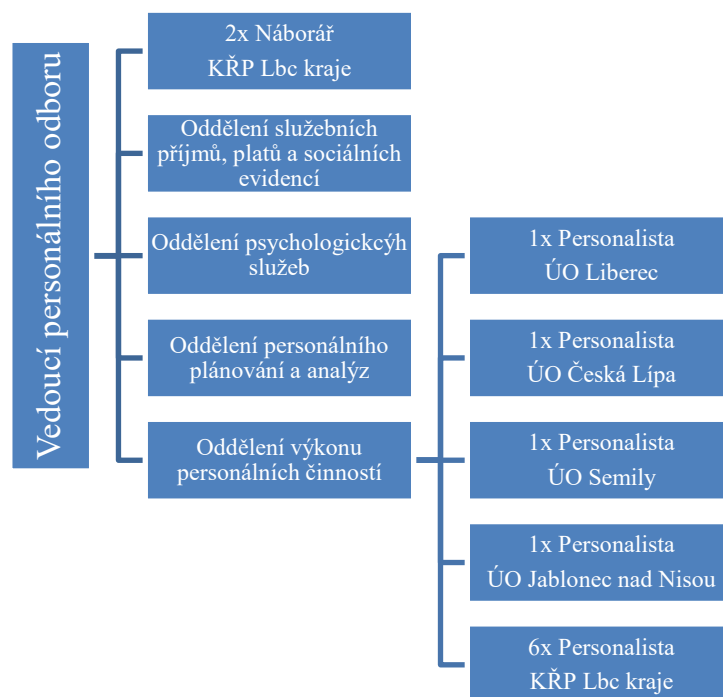 Vedoucí personálního odboru
2x Náborář
KŘP Lbc kraje
Oddělení služebních
příjmů, platů a sociálních
evidencí
Oddělení psychologickcýh
služeb
Oddělení personálního
plánování a analýz
Oddělení výkonu
personálních činností
1x Personalista
ÚO Liberec
1x Personalista
ÚO Česká Lípa
1x Personalista
ÚO Semily
1x Personalista
ÚO Jablonec nad Nisou
6x Personalista
KŘP Lbc kraje